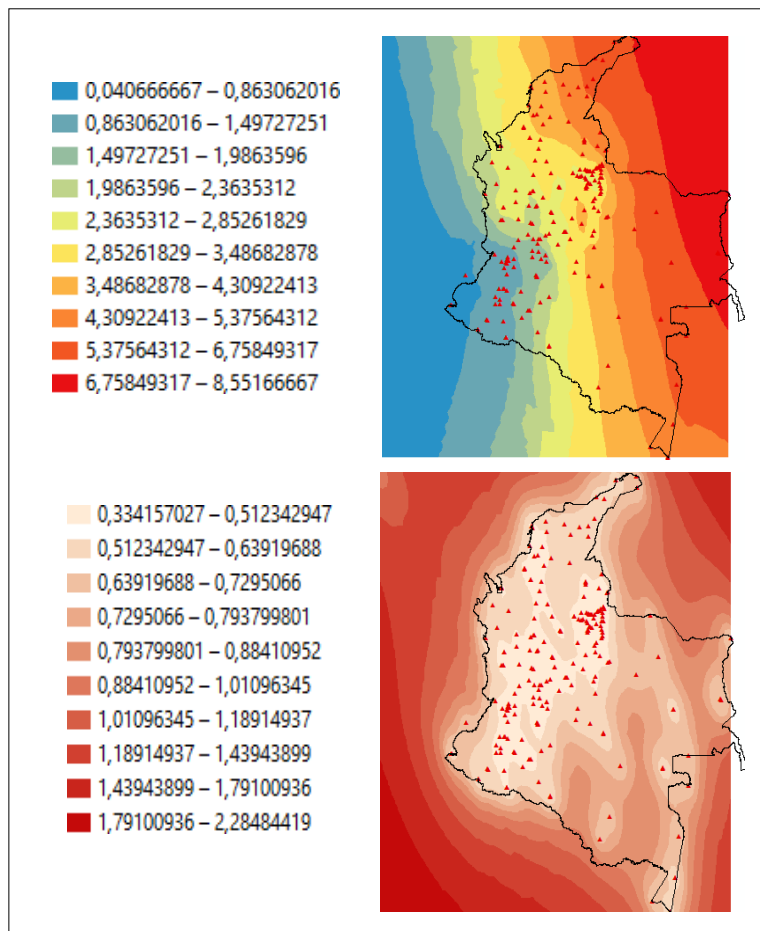 0,040666667 – 0,863062016
0,863062016 – 1,49727251
1,49727251 – 1,9863596
1,9863596 – 2,3635312
2,3635312 – 2,85261829
2,85261829 – 3,48682878
3,48682878 – 4,30922413
4,30922413 – 5,37564312
5,37564312 – 6,75849317
6,75849317 – 8,55166667
0,334157027 – 0,512342947
0,512342947 – 0,63919688
0,63919688 – 0,7295066
0,7295066 – 0,793799801
0,793799801 – 0,88410952
0,88410952 – 1,01096345
1,01096345 – 1,18914937
1,18914937 – 1,43943899
1,43943899 – 1,79100936
1,79100936 – 2,28484419